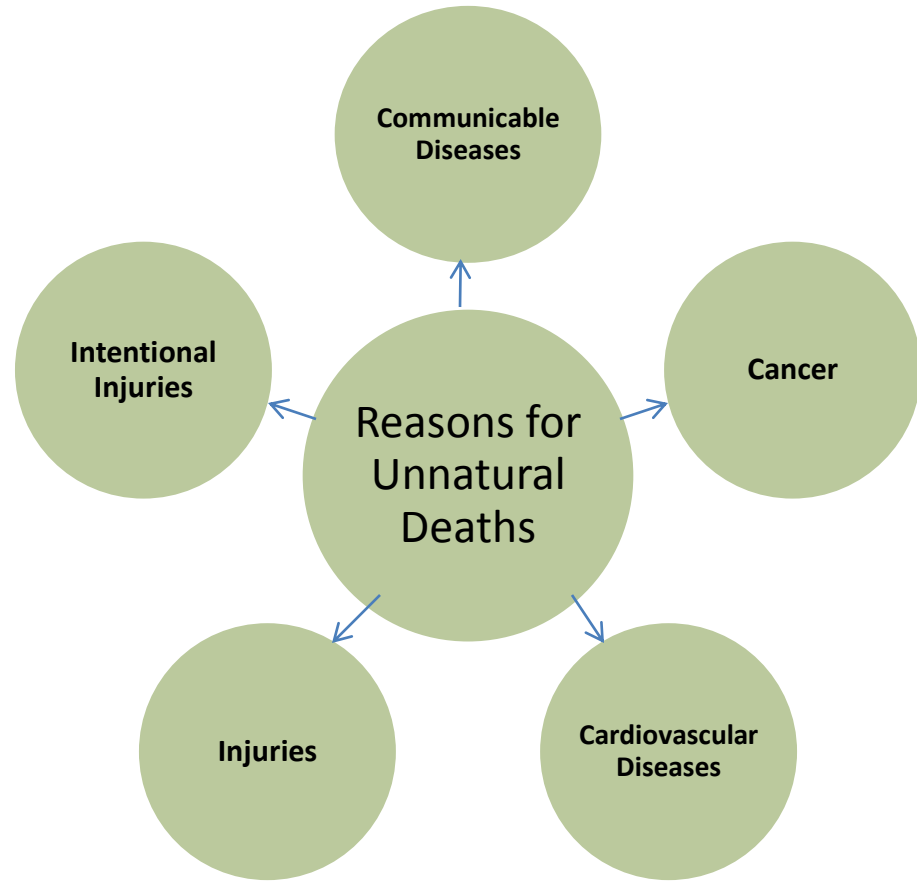 Communicable
Diseases
Intentional
Injuries
Cancer
Reasons for
Unnatural
Deaths
Injuries
Cardiovascular
Diseases